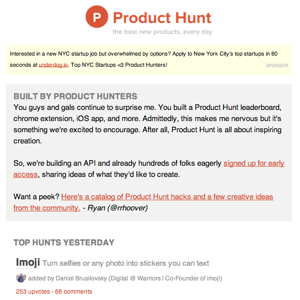 P Product Hunt
the best new products, every day
Interested in a new NYC startup job but overwhelmed by options? Apply to New York City's top startups in 60
seconds at underdog.io. Top NYC Startups <3 Product Hunters!
SPONSOR
BUILT BY PRODUCT HUNTERS
You guys and gals continue to surprise me. You built a Product Hunt leaderboard,
chrome extension, iOS app, and more. Admittedly, this makes me nervous but it's
something we're excited to encourage. After all, Product Hunt is all about inspiring
creation.
So, we're building an API and already hundreds of folks eagerly signed up for early
access, sharing ideas of what they'd like to create.
Want a peek? Here's a catalog of Product Hunt hacks and a few creative ideas
from the community. - Ryan (@rrhoover)
TOP HUNTS YESTERDAY
Imoji Turn selfies or any photo into stickers you can text
added by Daniel Brusilovsky (Digital @ Warriors | Co-Founder of imoji)
253 upvotes · 66 comments